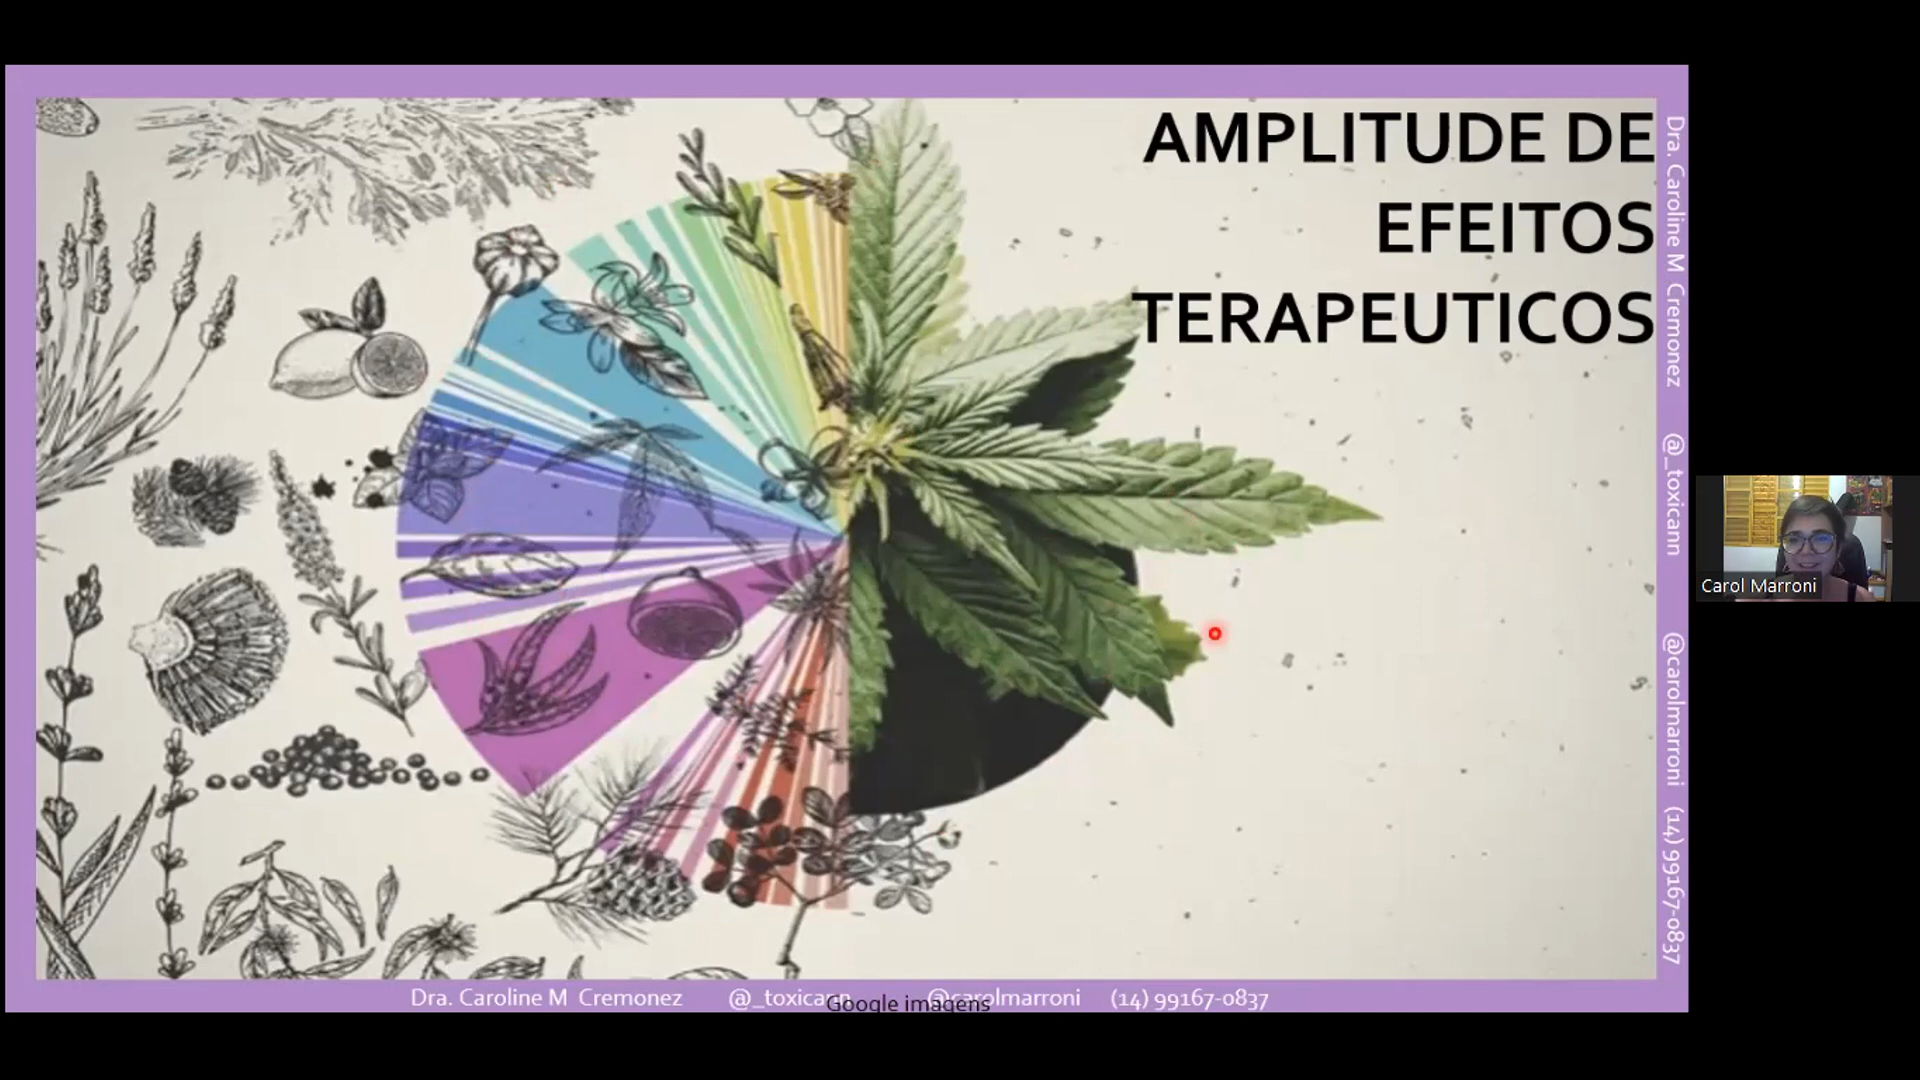 AMPLITUDE DE
EFEITOS
TERAPEUTICOS
Dra. Caroline M Cremonez @_toxicann @carolmarroni (14) 99167-0837
Carol Marroni
Dra. Caroline M Cremonez @_toxicann @carolmarroni (14) 99167-0837
Google imagens